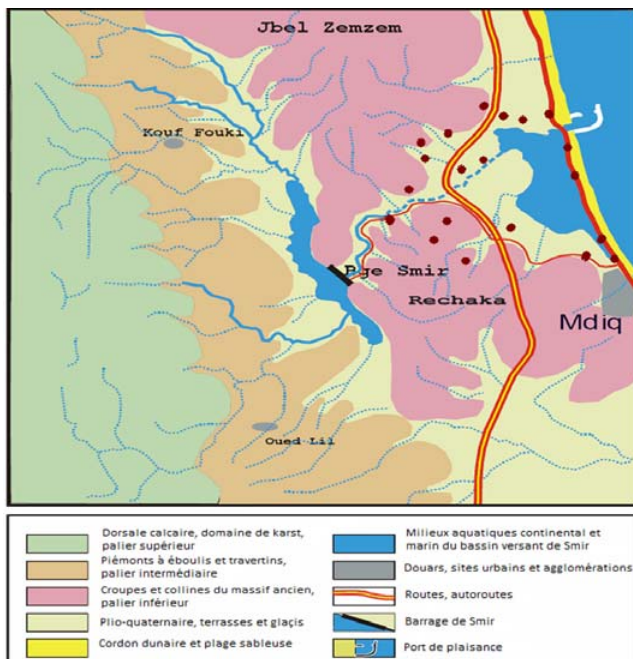 Jbel Zemzem
Kouf Fouki
Bge Smir
Rechaka
Mdiq
Oued Lil
Dorsale calcaire, domaine de karst,
palier supérieur
Piémonts à éboulis et travertins,
palier intermédiaire
Croupes et collines du massif ancien,
palier inférieur
Plio-quaternaire, terrasses et glaçis
Cordon dunaire et plage sableuse
Milieux aquatiques continental et
marin du bassin versant de Smir
Douars, sites urbains et agglomérations
Routes, autoroutes
Barrage de Smir
Port de plaisance